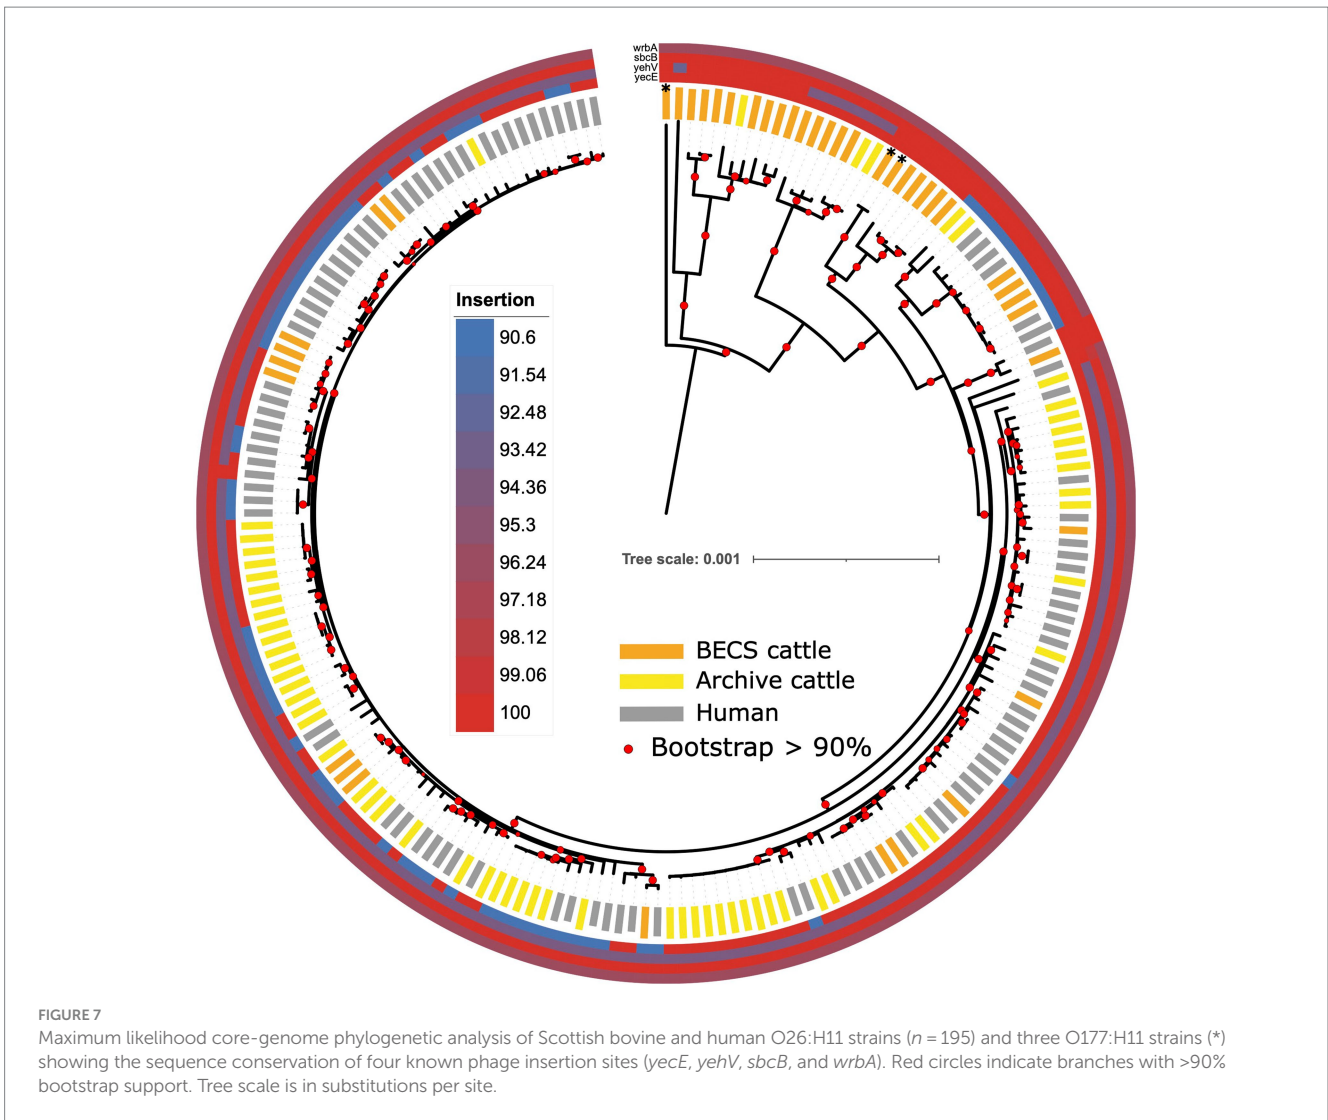 wrbA
sbcB
yehV
yecE
*
* *
Insertion
90.6
91.54
92.48
93.42
94.36
95.3
96.24
97.18
98.12
99.06
100
Tree scale: 0.001
BECS cattle
Archive cattle
Human
Bootstrap > 90%
FIGURE 7
Maximum likelihood core-genome phylogenetic analysis of Scottish bovine and human O26:H11 strains (n = 195) and three O177:H11 strains (*)
showing the sequence conservation of four known phage insertion sites (yecE, yehV, sbcB, and wrbA). Red circles indicate branches with >90%
bootstrap support. Tree scale is in substitutions per site.